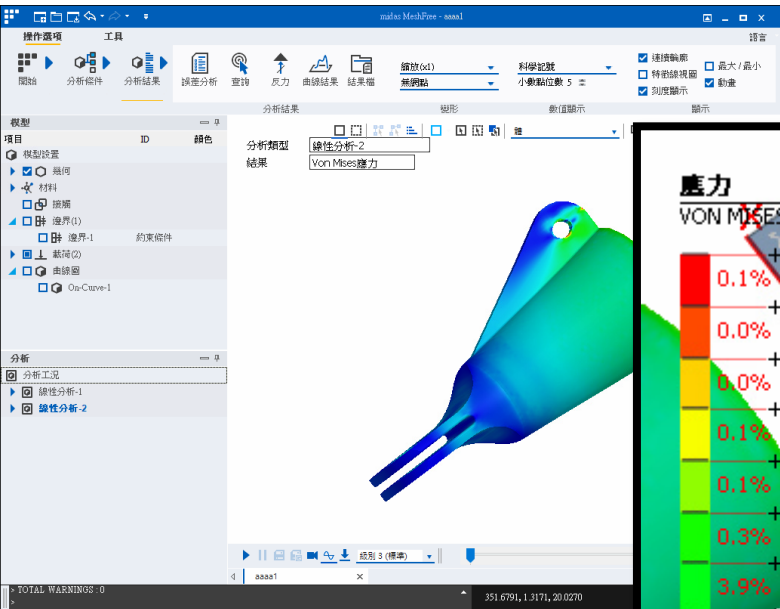 midas MeshFree - aaaa1
操作選項 工具
語言
開始 分析條件 分析結果 誤差分析 查詢 反力 曲線結果 結果檔
縮放(x1)
無網點
科學記號
小數點位數 5
連續輪廓
特徵線視圖
刻度顯示
最大/最小
動畫
分析結果 變形 數值顯示 顯示
模型
項目 ID 顏色
模型設置
幾何
材料
接觸
邊界(1)
邊界-1 約束條件
載荷(2)
曲線圖
On-Curve-1
分析
分析工況
線性分析-1
線性分析-2
分析類型 線性分析-2
結果 Von Mises應力
應力
VON MISES
0.1%
0.0%
0.0%
0.1%
0.1%
0.3%
3.9%
級別 3 (標準)
aaaa1
> TOTAL WARNINGS : 0
>
351.6791, 1.3171, 20.0270